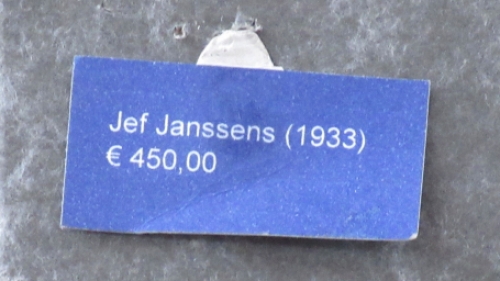 Jef Janssens (1933)
€ 450,00